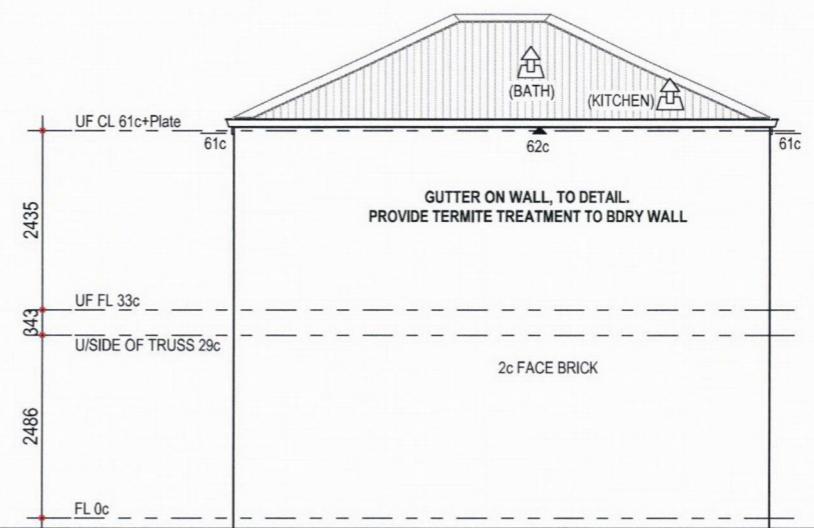 (BATH)
(KITCHEN)
UF CL 61c+Plate
61c
62c
61c
2435
GUTTER ON WALL, TO DETAIL.
PROVIDE TERMITE TREATMENT TO BDRY WALL
UF FL 33c
343
U/SIDE OF TRUSS 29c
2c FACE BRICK
2486
FL 0c